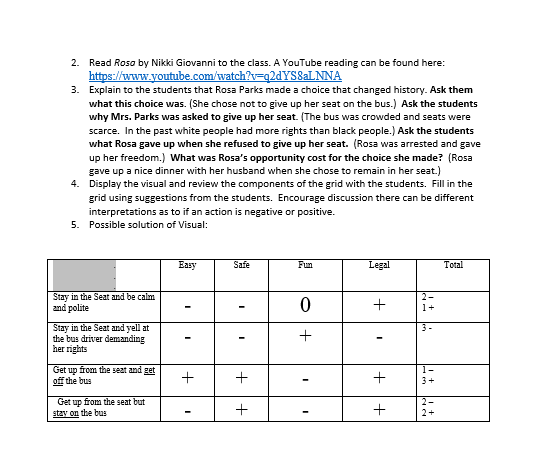 2. Read Rosa by Nikki Giovanni to the class. A YouTube reading can be found here:
https://www.youtube.com/watch?v=q2dYS8aLNNA
3. Explain to the students that Rosa Parks made a choice that changed history. Ask them
what this choice was. (She chose not to give up her seat on the bus.) Ask the students
why Mrs. Parks was asked to give up her seat. (The bus was crowded and seats were
scarce. In the past white people had more rights than black people.) Ask the students
what Rosa gave up when she refused to give up her seat. (Rosa was arrested and gave
up her freedom.) What was Rosa's opportunity cost for the choice she made? (Rosa
gave up a nice dinner with her husband when she chose to remain in her seat.)
4. Display the visual and review the components of the grid with the students. Fill in the
grid using suggestions from the students. Encourage discussion there can be different
interpretations as to if an action is negative or positive.
5. Possible solution of Visual:
Easy Safe Fun Legal Total
Stay in the Seat and be calm
and polite
- - 0 +
2 –
1 +
Stay in the Seat and yell at
the bus driver demanding
her rights
- - + -
3 -
Get up from the seat and get
off the bus
+ + - +
1 –
3 +
Get up from the seat but
stay on the bus
- + - +
2 –
2 +